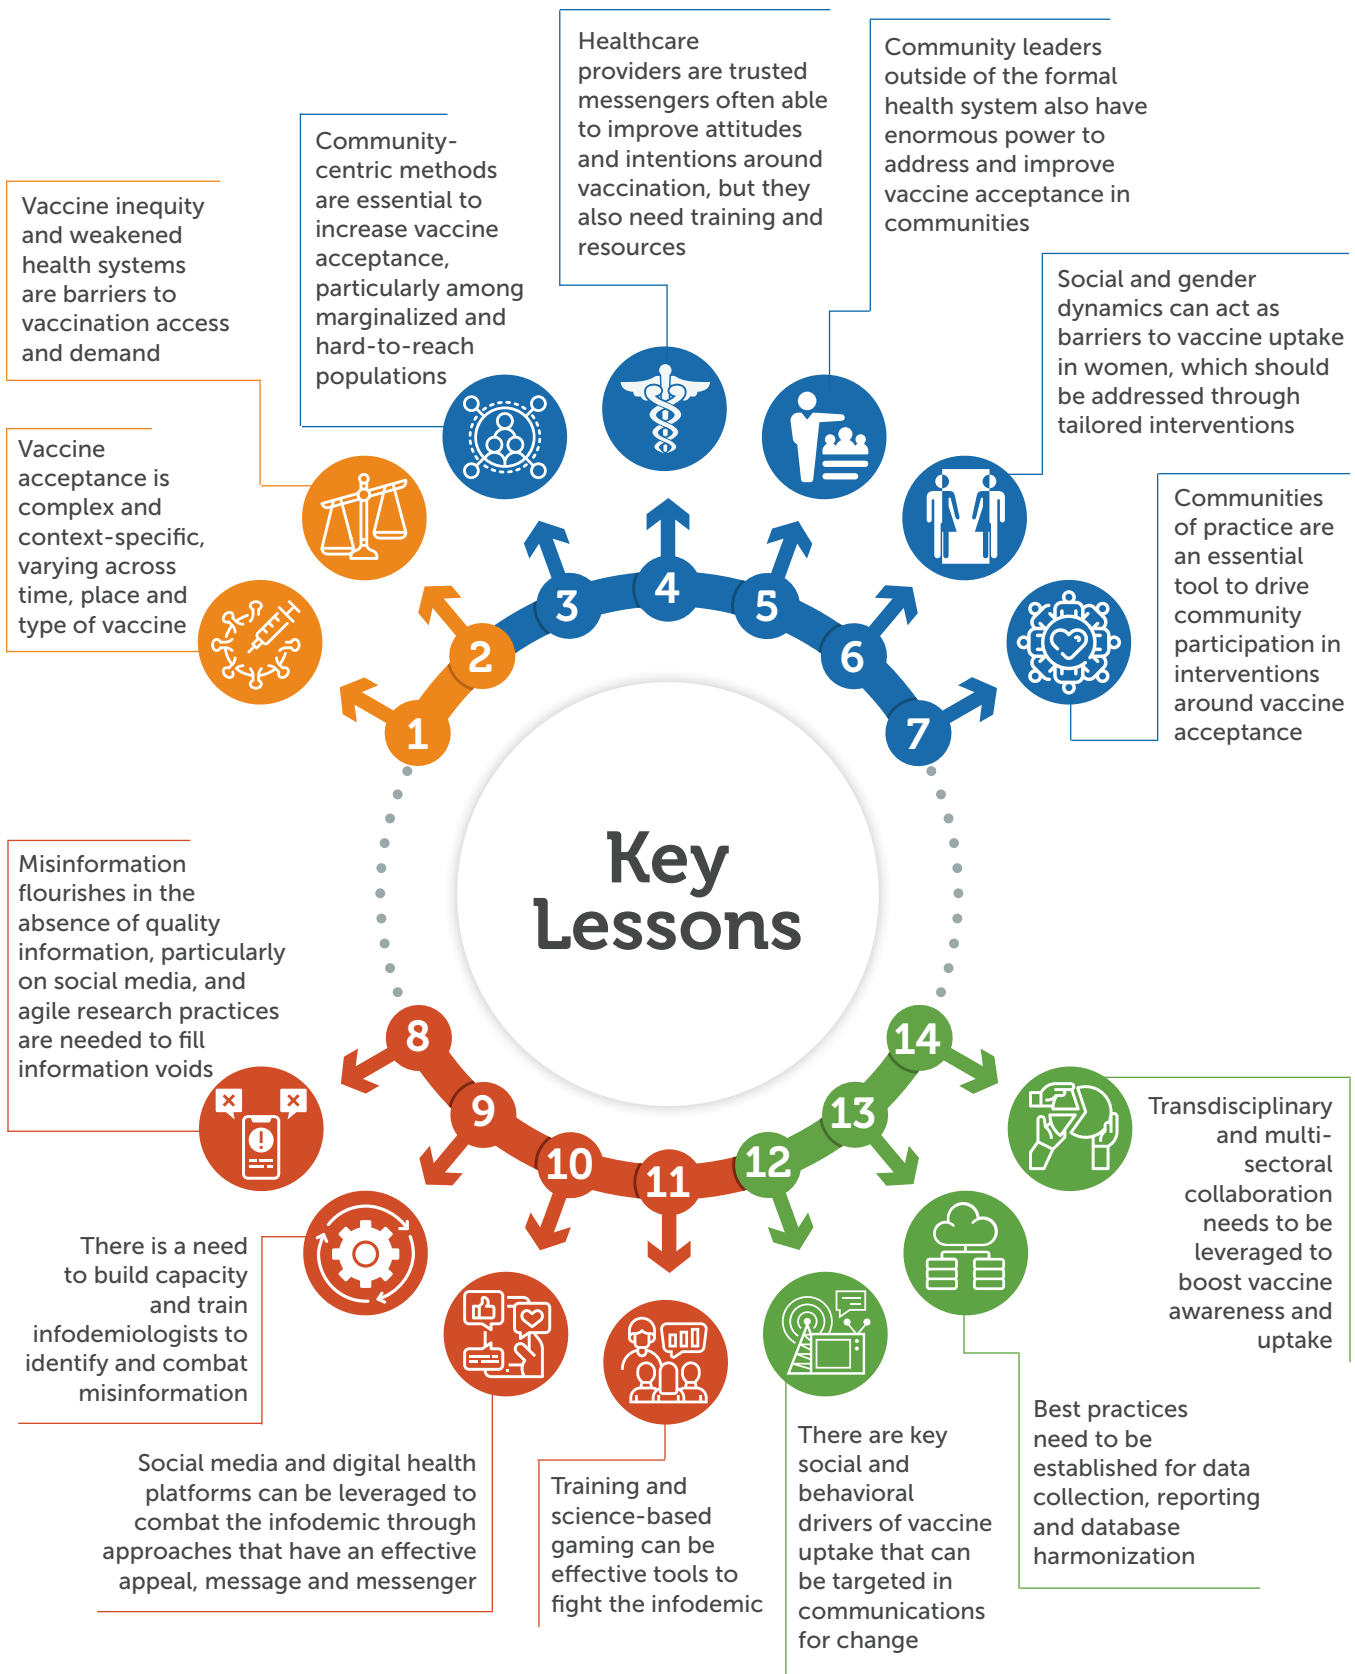 Vaccine
acceptance is
complex and
context-specific,
varying across
time, place and
type of vaccine
1
Vaccine inequity
and weakened
health systems
are barriers to
vaccination access
and demand
2
Community-
centric methods
are essential to
increase vaccine
acceptance,
particularly among
marginalized and
hard-to-reach
populations
3
Healthcare
providers are trusted
messengers often able
to improve attitudes
and intentions around
vaccination, but they
also need training and
resources
4
Community leaders
outside of the formal
health system also have
enormous power to
address and improve
vaccine acceptance in
communities
5
Social and gender
dynamics can act as
barriers to vaccine uptake
in women, which should
be addressed through
tailored interventions
6
Communities
of practice are
an essential
tool to drive
community
participation in
interventions
around vaccine
acceptance
7
Key
Lessons
Misinformation
flourishes in the
absence of quality
information, particularly
on social media, and
agile research practices
are needed to fill
information voids
8
There is a need
to build capacity
and train
infodemiologists to
identify and combat
misinformation
9
Social media and digital health
platforms can be leveraged to
combat the infodemic through
approaches that have an effective
appeal, message and messenger
10
Training and
science-based
gaming can be
effective tools to
fight the infodemic
11
There are key
social and
behavioral
drivers of vaccine
uptake that can
be targeted in
communications
for change
12
Best practices
need to be
established for data
collection, reporting
and database
harmonization
13
Transdisciplinary
and multi-
sectoral
collaboration
needs to be
leveraged to
boost vaccine
awareness and
uptake
14